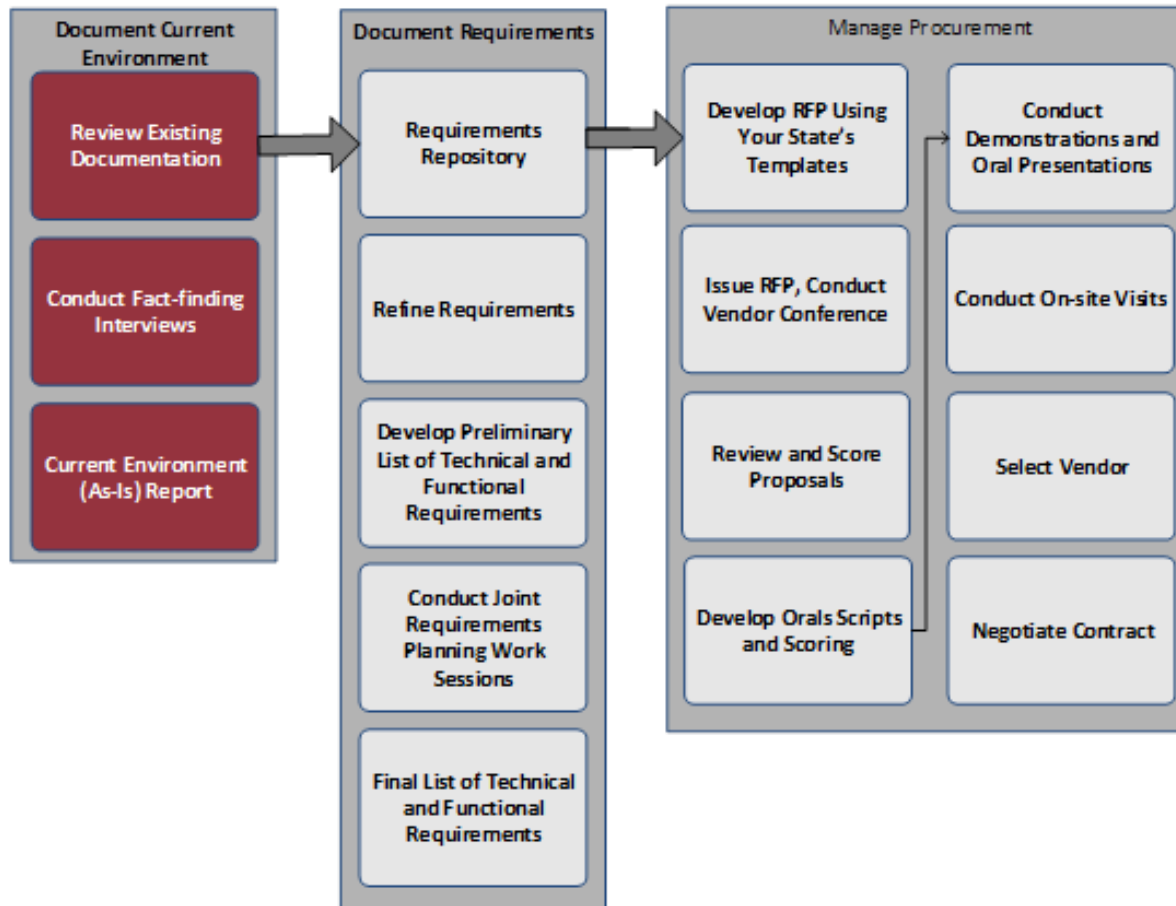 Document Current
Environment
Review Existing
Documentation
Conduct Fact-finding
Interviews
Current Environment
(As-Is) Report
Document Requirements
Requirements
Repository
Refine Requirements
Develop Preliminary
List of Technical and
Functional
Requirements
Conduct Joint
Requirements
Planning Work
Sessions
Final List of Technical
and Functional
Requirements
Manage Procurement
Develop RFP Using
Your State's
Templates
Issue RFP, Conduct
Vendor Conference
Review and Score
Proposals
Develop Orals Scripts
and Scoring
Conduct
Demonstrations and
Oral Presentations
Conduct On-site Visits
Select Vendor
Negotiate Contract